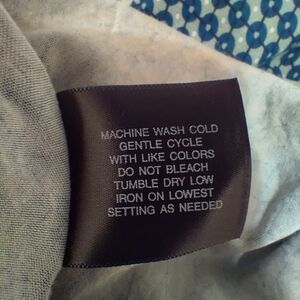 MACHINE WASH COLD
GENTLE CYCLE
WITH LIKE COLORS
DO NOT BLEACH
TUMBLE DRY LOW
IRON ON LOWEST
SETTING AS NEEDED